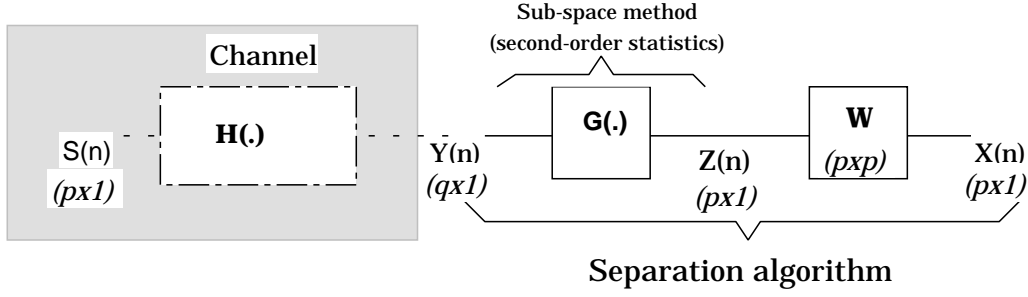 Sub-space method
(second-order statistics)
Channel
H(.)
G(.)
W
(pxp)
S(n)
(px1)
Y(n)
(qx1)
Z(n)
(px1)
X(n)
(px1)
Separation algorithm